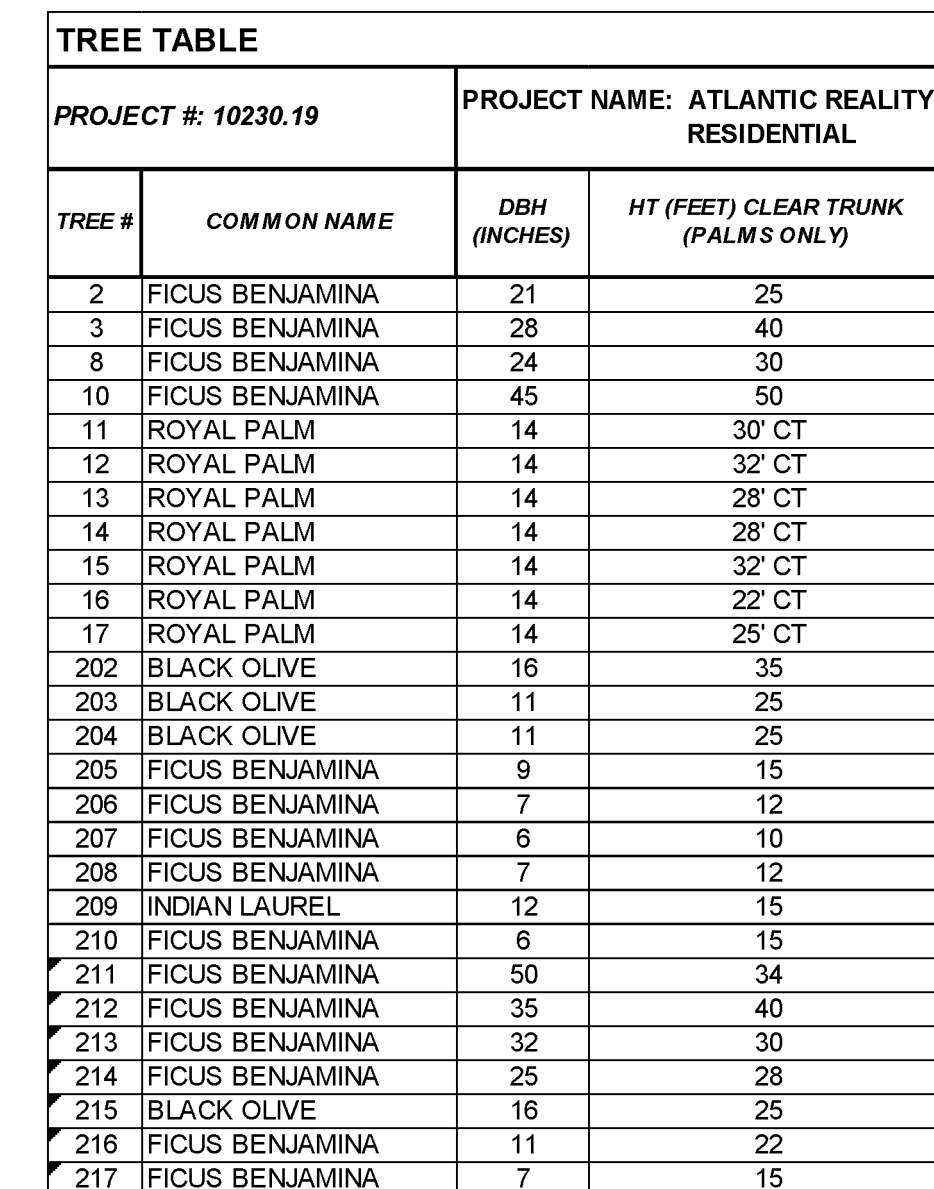 TREE TABLE
PROJECT #: 10230.19
PROJECT NAME: ATLANTIC REALITY
RESIDENTIAL
TREE # COMMON NAME DBH (INCHES) HT (FEET) CLEAR TRUNK (PALMS ONLY)
2 FICUS BENJAMINA 21 25
3 FICUS BENJAMINA 28 40
8 FICUS BENJAMINA 24 30
10 FICUS BENJAMINA 45 50
11 ROYAL PALM 14 30' CT
12 ROYAL PALM 14 32' CT
13 ROYAL PALM 14 28' CT
14 ROYAL PALM 14 28' CT
15 ROYAL PALM 14 32' CT
16 ROYAL PALM 14 22' CT
17 ROYAL PALM 14 25' CT
202 BLACK OLIVE 16 35
203 BLACK OLIVE 11 25
204 BLACK OLIVE 11 25
205 FICUS BENJAMINA 9 15
206 FICUS BENJAMINA 7 12
207 FICUS BENJAMINA 6 10
208 FICUS BENJAMINA 7 12
209 INDIAN LAUREL 12 15
210 FICUS BENJAMINA 6 15
211 FICUS BENJAMINA 50 34
212 FICUS BENJAMINA 35 40
213 FICUS BENJAMINA 32 30
214 FICUS BENJAMINA 25 28
215 BLACK OLIVE 16 25
216 FICUS BENJAMINA 11 22
217 FICUS BENJAMINA 7 15